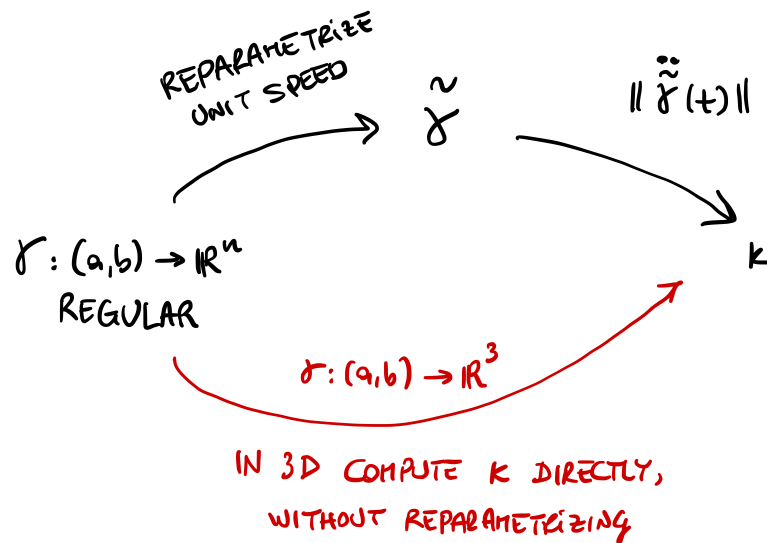 REPARAMETRIZE
UNIT SPEED
γ̃
‖ γ̃̈(t) ‖
γ : (a,b) → ℝⁿ
REGULAR
κ
γ : (a,b) → ℝ³
IN 3D COMPUTE κ DIRECTLY,
WITHOUT REPARAMETRIZING